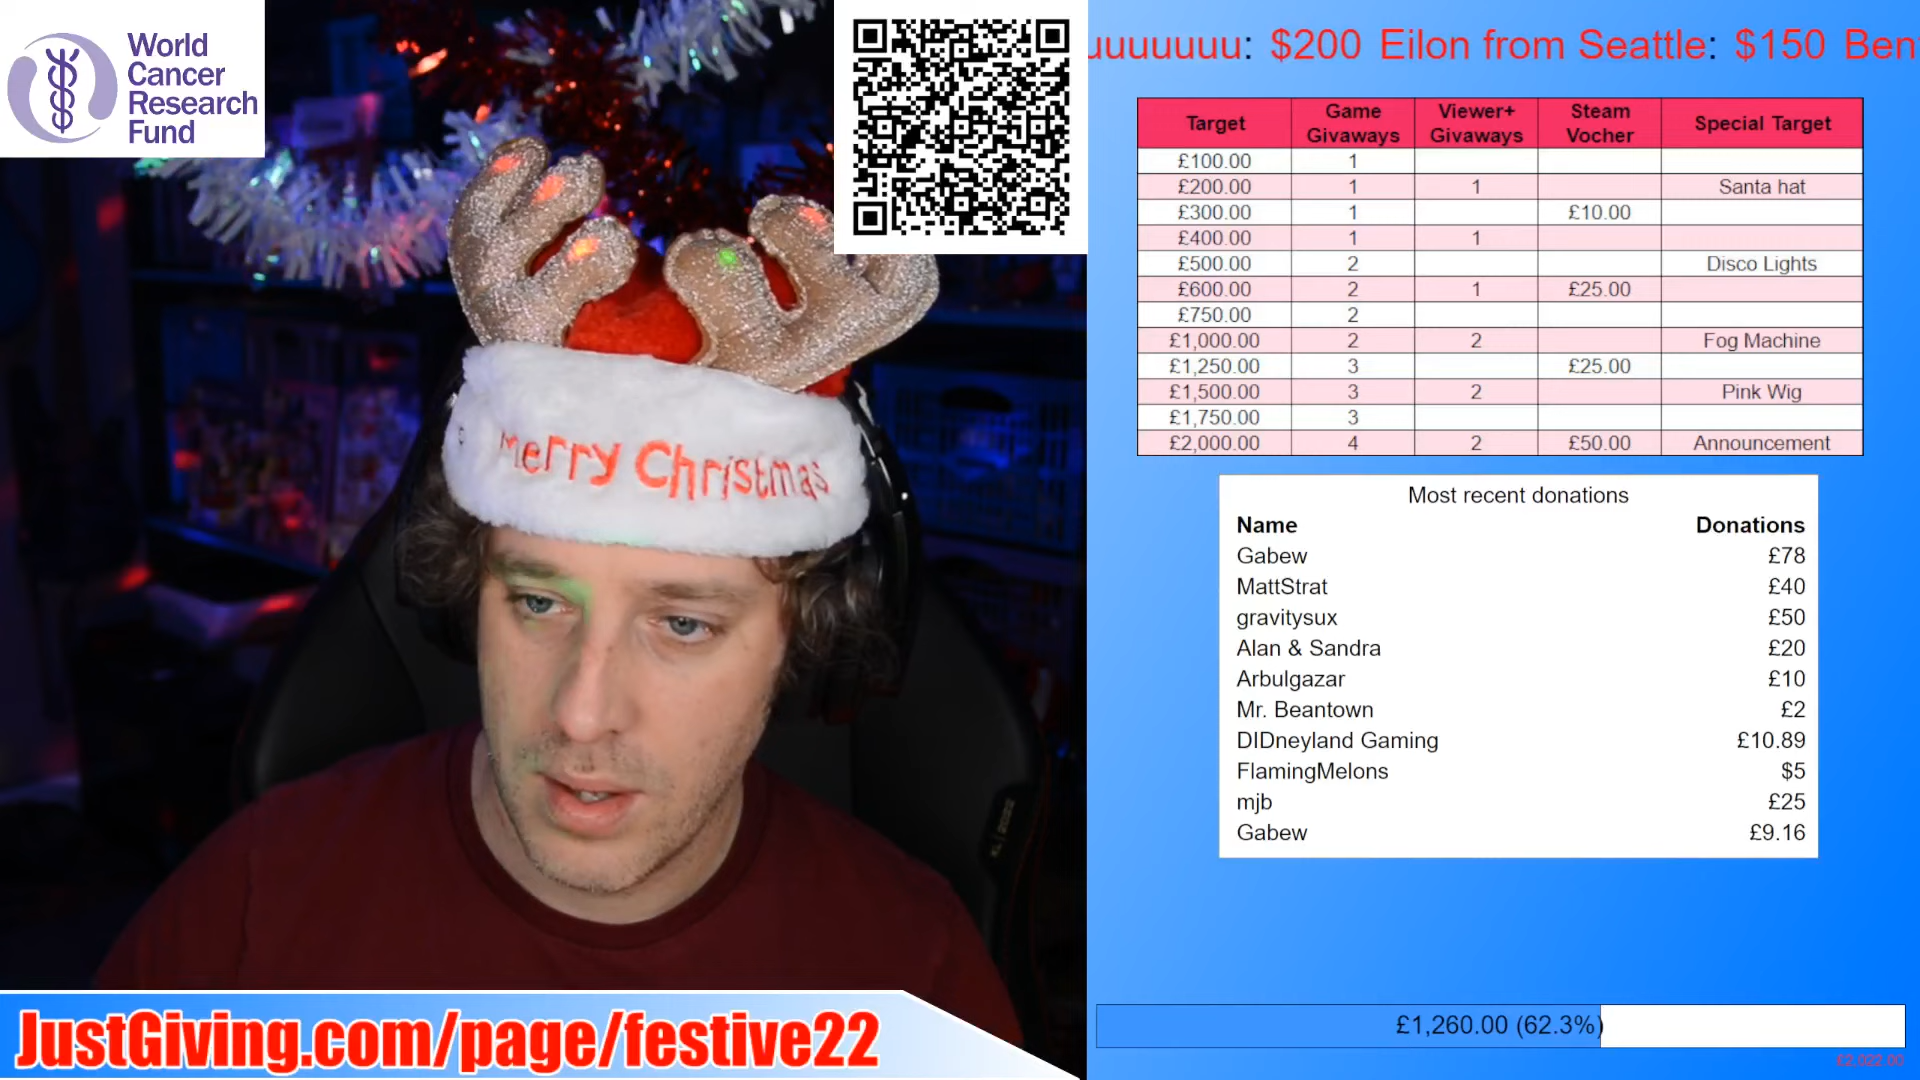 World
Cancer
Research
Fund
Merry Christmas
JustGiving.com/page/festive22
uuuuuuu: $200 Eilon from Seattle: $150 Ben
Target Game Givaways Viewer+ Givaways Steam Vocher Special Target
£100.00 1
£200.00 1 1 Santa hat
£300.00 1 £10.00
£400.00 1 1
£500.00 2 Disco Lights
£600.00 2 1 £25.00
£750.00 2
£1,000.00 2 2 Fog Machine
£1,250.00 3 £25.00
£1,500.00 3 2 Pink Wig
£1,750.00 3
£2,000.00 4 2 £50.00 Announcement
Most recent donations
Name Donations
Gabew £78
MattStrat £40
gravitysux £50
Alan & Sandra £20
Arbulgazar £10
Mr. Beantown £2
DIDneyland Gaming £10.89
FlamingMelons $5
mjb £25
Gabew £9.16
£1,260.00 (62.3%)
£2,022.00